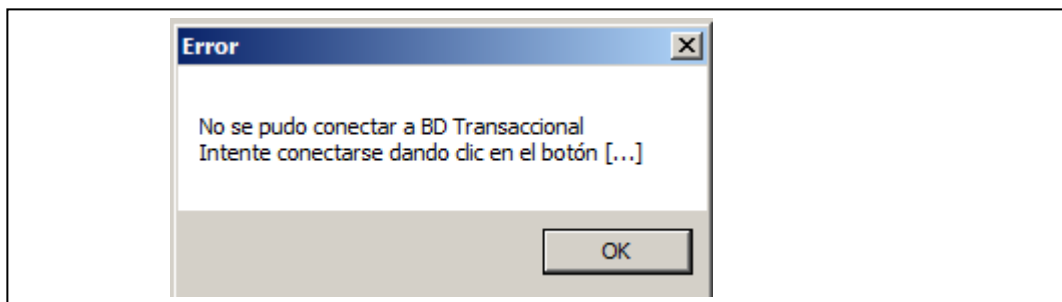 Error
No se pudo conectar a BD Transaccional
Intente conectarse dando clic en el botón [...]
OK